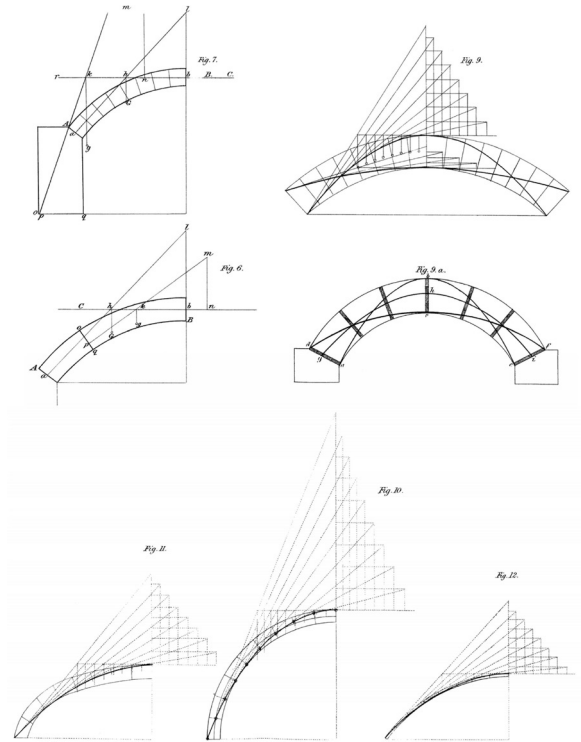 m
l
Fig. 7.
r
k
h
n
b
B.
C.
G
A
a
g
o
p
q
Fig. 9.
l
m
Fig. 6.
C
h
k
b
n
o
p
q
G
B
A
a
Fig. 9. a.
h
g
i
f
Fig. 10.
Fig. 11.
Fig. 12.